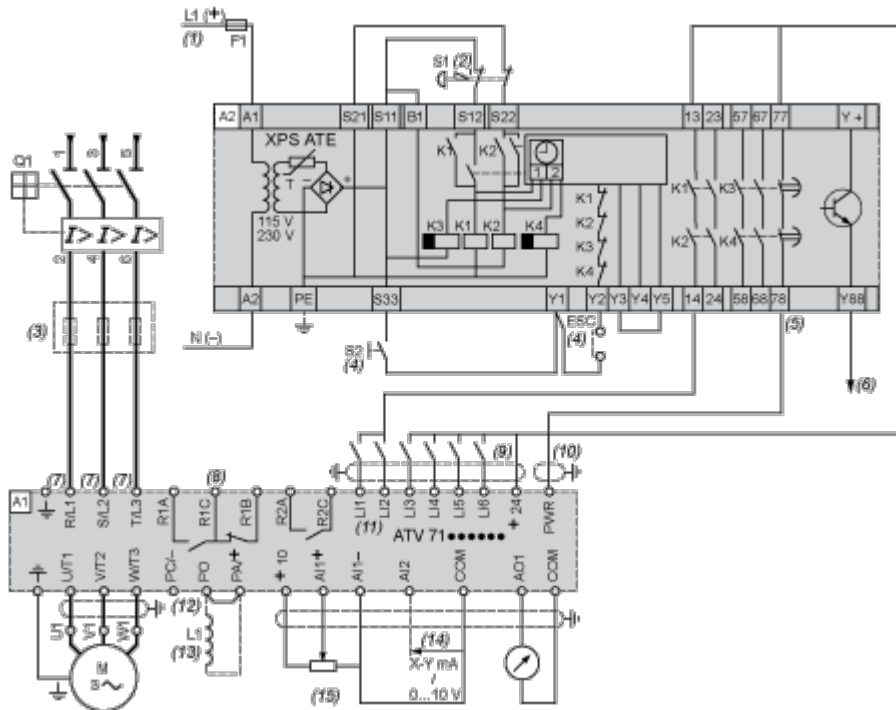 L1 (+)
(1)
F1
S1 (2)
A2 A1 S21 S11 B1 S12 S22 13 23 57 67 77 Y +
XPS ATE
T
115 V
230 V
K1 K2
1 2
K3 K1 K2 K4
K1
K2
K3
K4
K1 K3
K2 K4
A2 PE S33 Y1 Y2 Y3 Y4 Y5 14 24 58 68 78 Y88
Q1
1 3 5
I> I> I>
2 4 6
(3)
N (–)
S2
(4)
ESC
(4)
(5)
(6)
(7) (7) (7) (8) (9) (10)
A1
R/L1 S/L2 T/L3 R1A R1C R1B R2A R2C LI1 LI2 LI3 LI4 LI5 LI6 + 24 PWR
(11)
ATV 71 ••••••
U/T1 V/T2 W/T3 PC/– PO PA/+ + 10 AI1+ AI1– AI2 COM AO1 COM
(12)
U1 V1 W1
M
3 ~
L1
(13)
(14)
X-Y mA
/
0...10 V
(15)